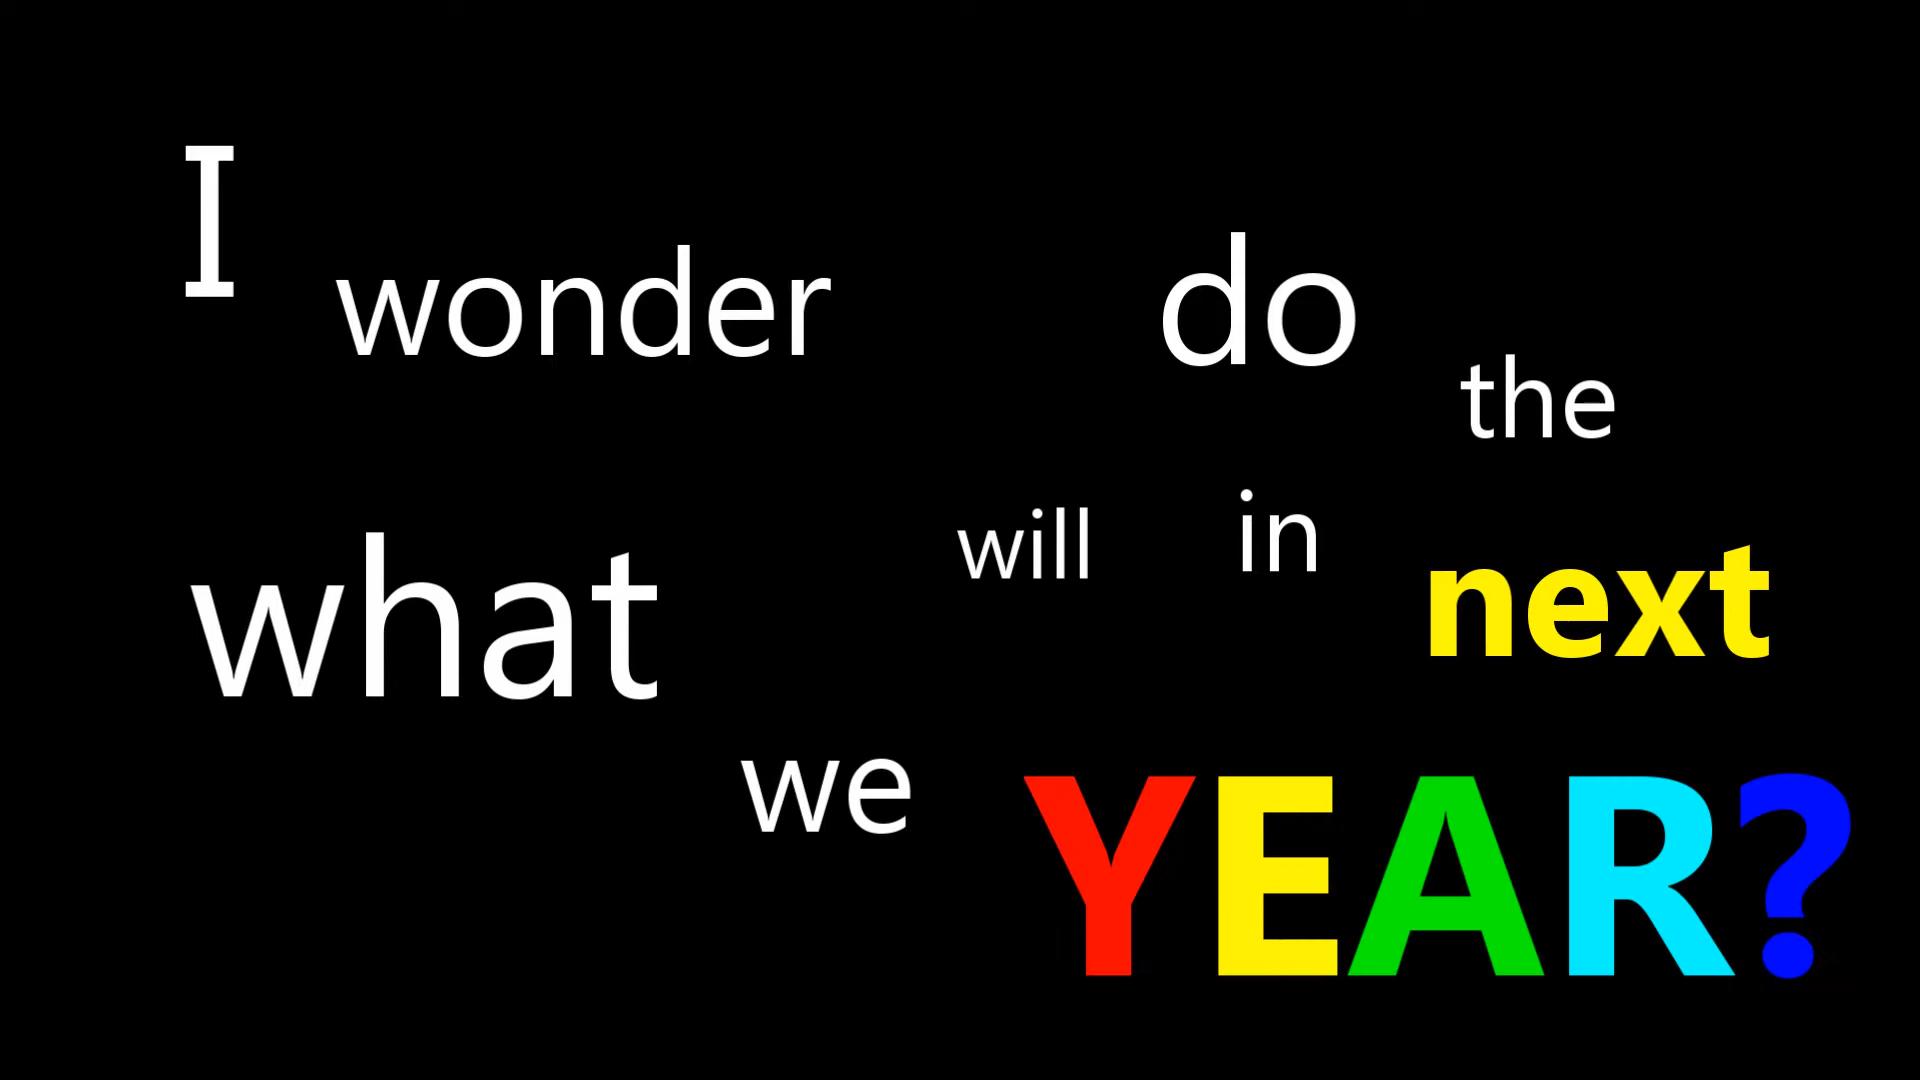 I
wonder
what
we
will
do
in
the
next
YEAR?